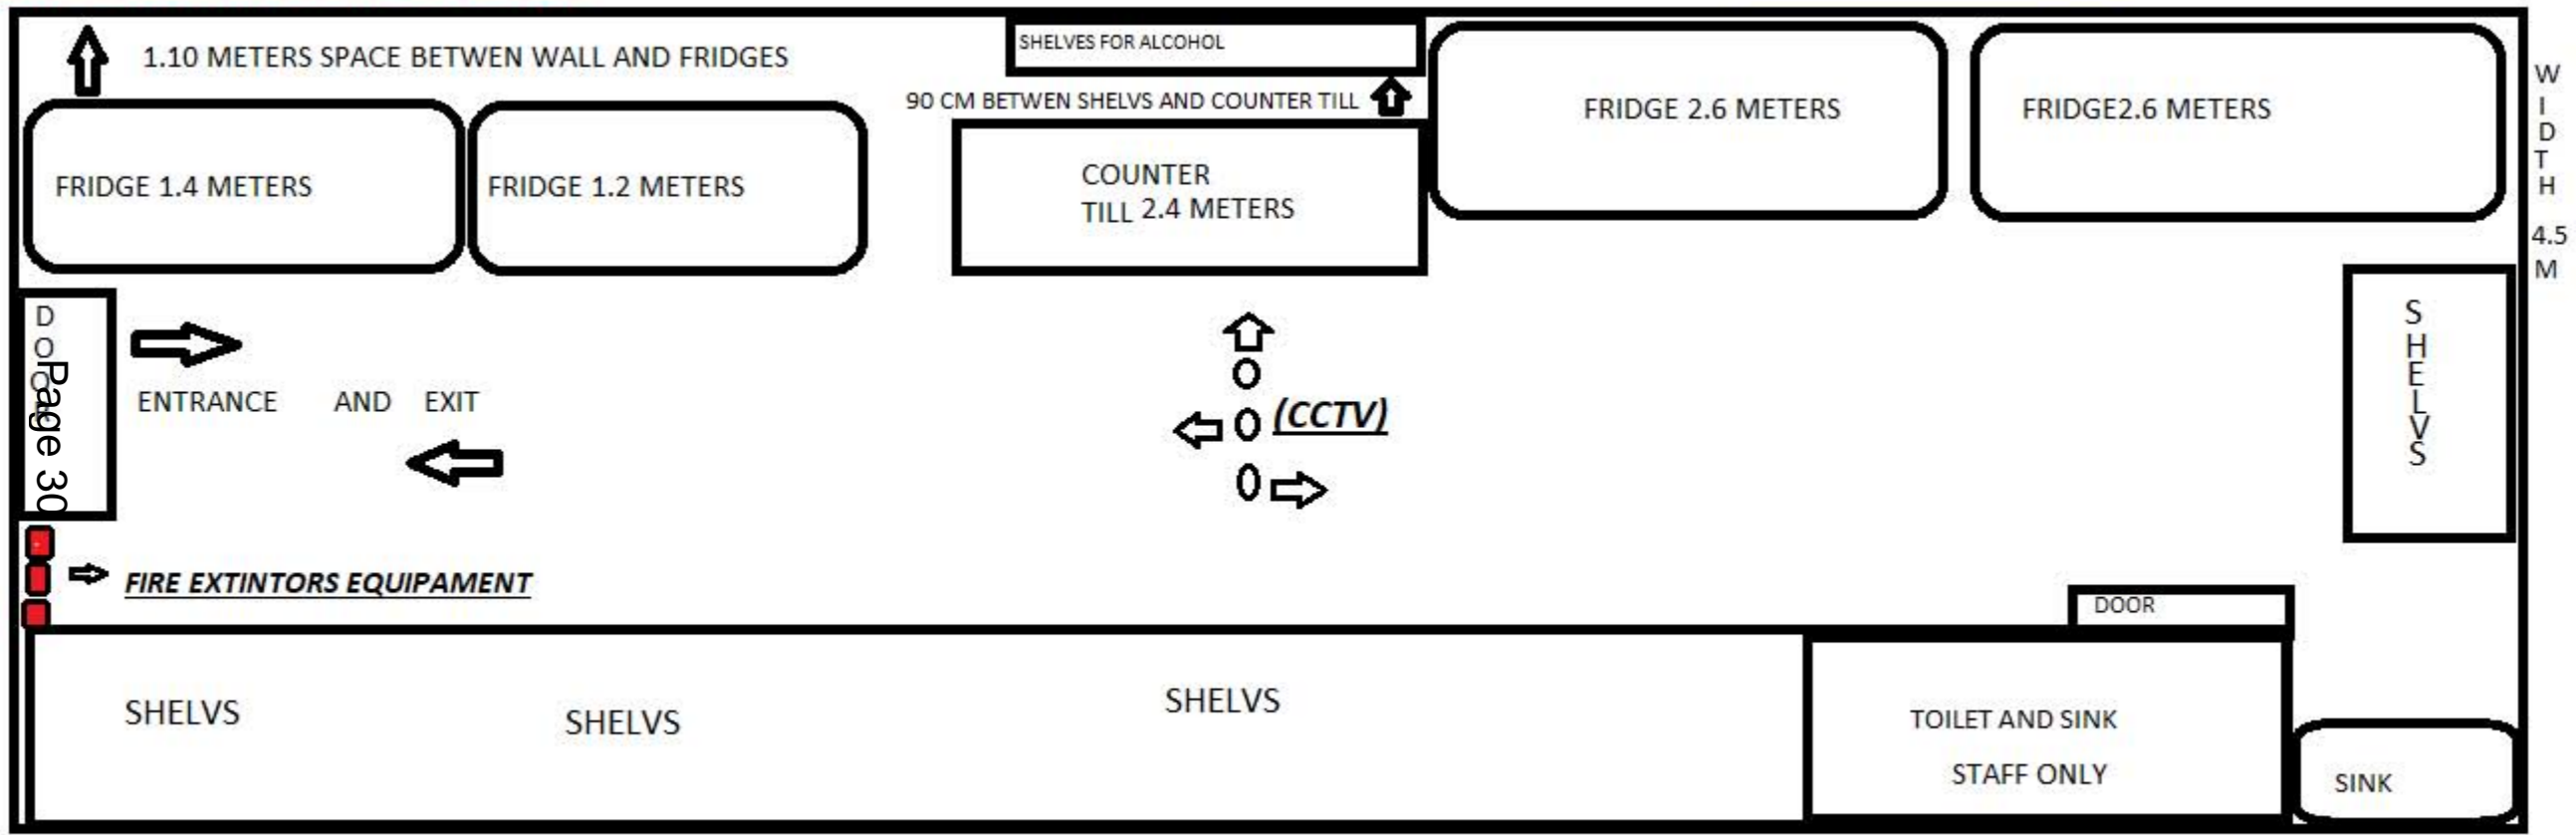 1.10 METERS SPACE BETWEN WALL AND FRIDGES
SHELVES FOR ALCOHOL
90 CM BETWEN SHELVS AND COUNTER TILL
FRIDGE 1.4 METERS
FRIDGE 1.2 METERS
COUNTER
TILL 2.4 METERS
FRIDGE 2.6 METERS
FRIDGE2.6 METERS
WIDTH
4.5
M
DOOR
Page 30
ENTRANCE AND EXIT
(CCTV)
SHELVS
FIRE EXTINTORS EQUIPAMENT
DOOR
SHELVS
SHELVS
SHELVS
TOILET AND SINK
STAFF ONLY
SINK